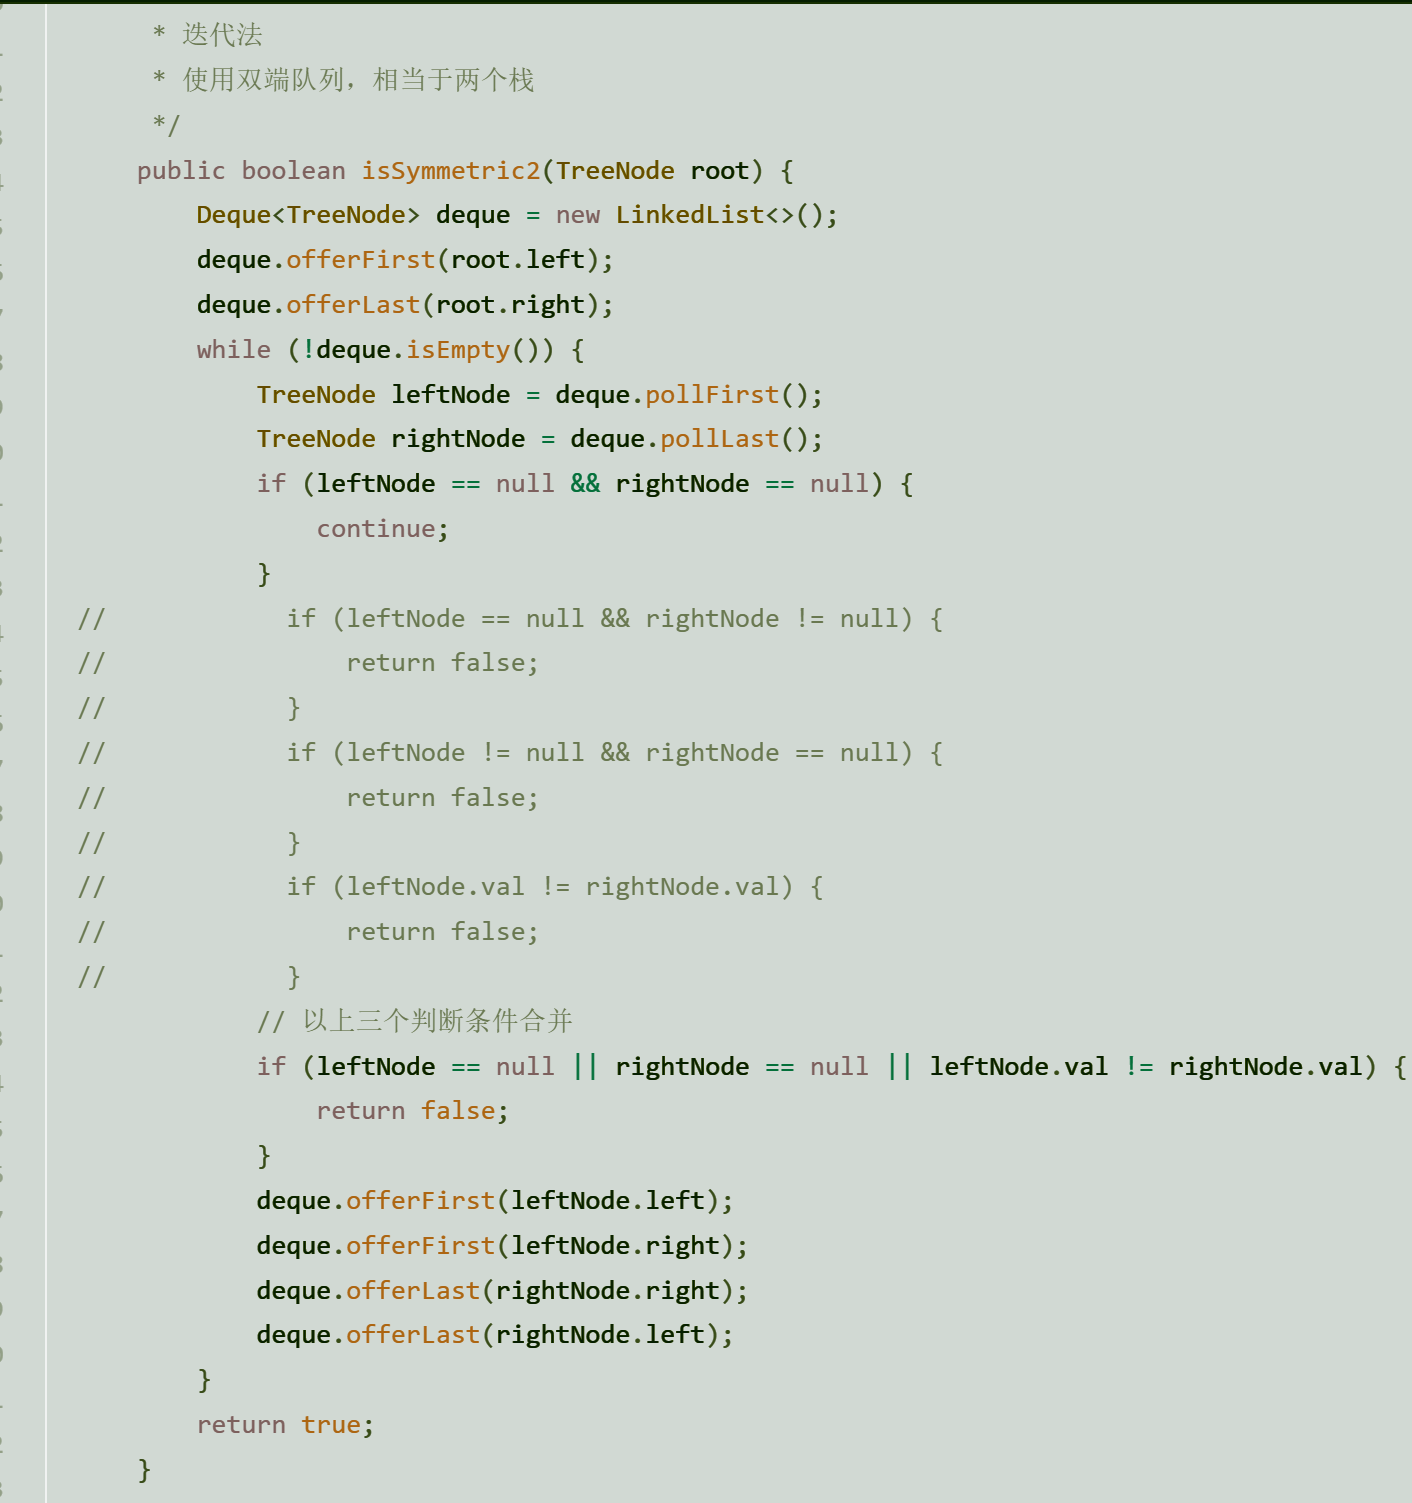 * 迭代法
* 使用双端队列，相当于两个栈
*/
public boolean isSymmetric2(TreeNode root) {
Deque<TreeNode> deque = new LinkedList<>();
deque.offerFirst(root.left);
deque.offerLast(root.right);
while (!deque.isEmpty()) {
TreeNode leftNode = deque.pollFirst();
TreeNode rightNode = deque.pollLast();
if (leftNode == null && rightNode == null) {
continue;
}
// if (leftNode == null && rightNode != null) {
// return false;
// }
// if (leftNode != null && rightNode == null) {
// return false;
// }
// if (leftNode.val != rightNode.val) {
// return false;
// }
// 以上三个判断条件合并
if (leftNode == null || rightNode == null || leftNode.val != rightNode.val) {
return false;
}
deque.offerFirst(leftNode.left);
deque.offerFirst(leftNode.right);
deque.offerLast(rightNode.right);
deque.offerLast(rightNode.left);
}
return true;
}